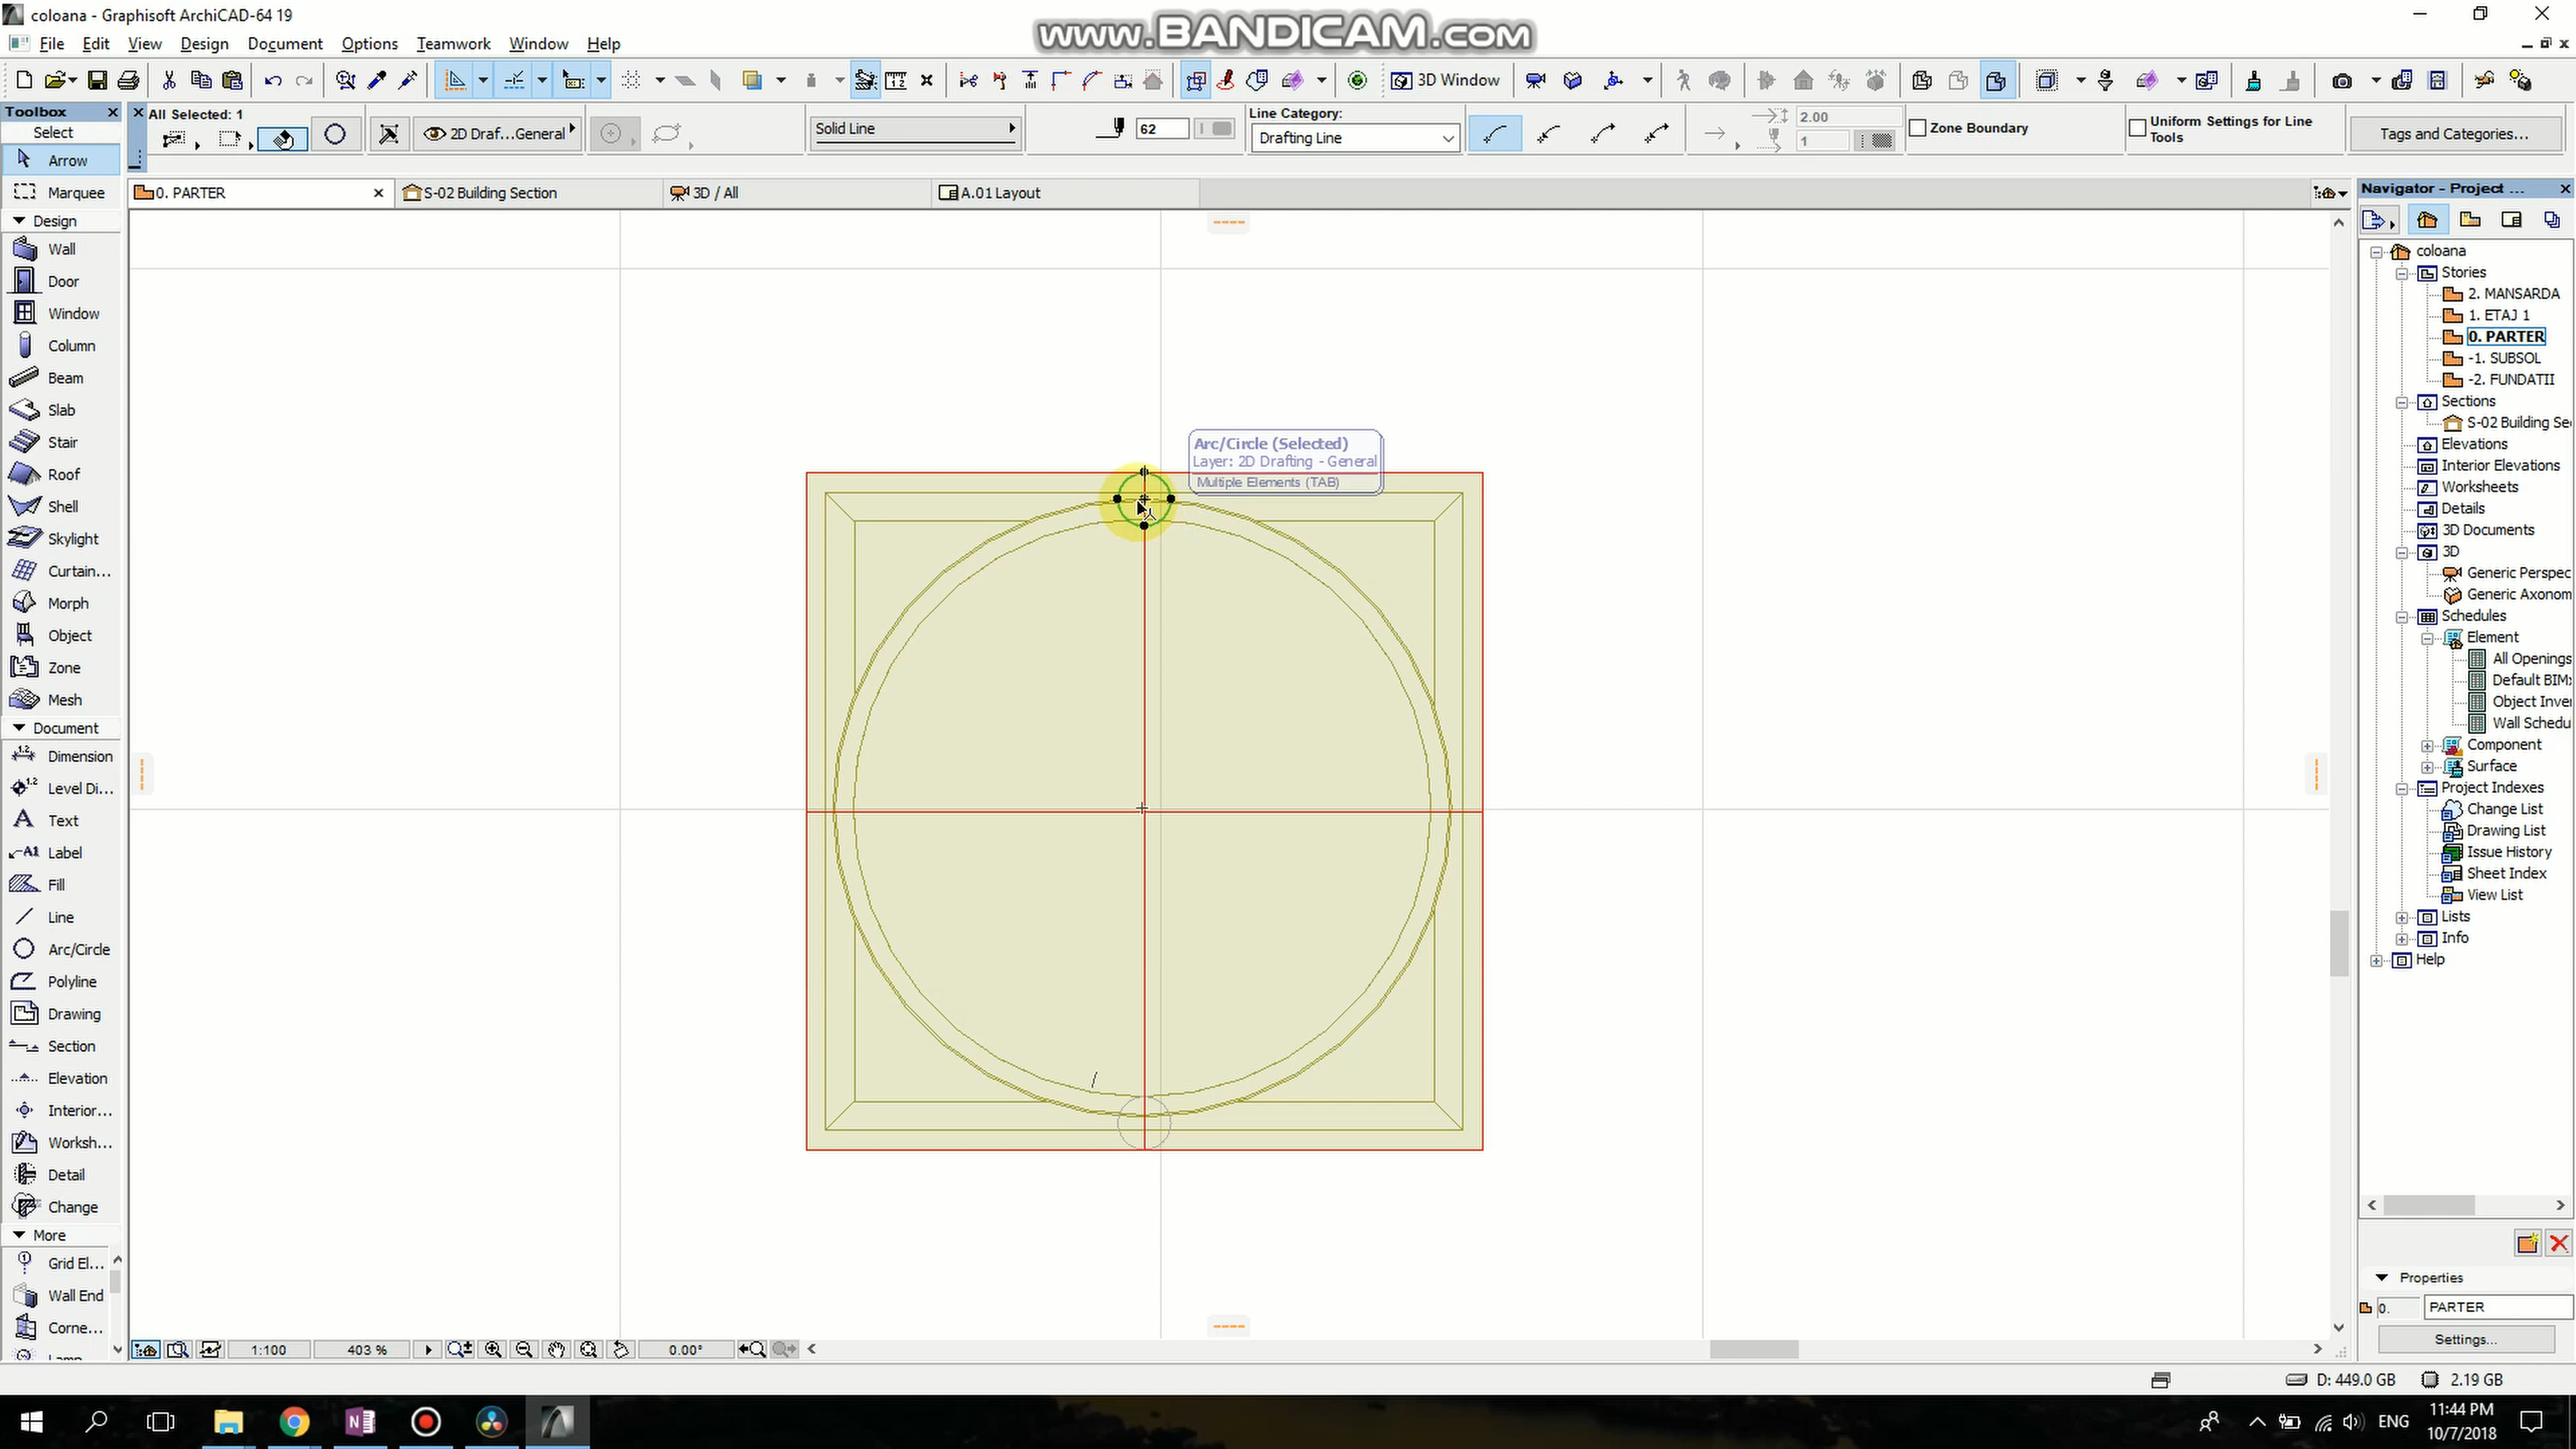 coloana - Graphisoft ArchiCAD-64 19
www.BANDICAM.com
File Edit View Design Document Options Teamwork Window Help
3D Window
Toolbox
Select
Arrow
Marquee
Design
Wall
Door
Window
Column
Beam
Slab
Stair
Roof
Shell
Skylight
Curtain...
Morph
Object
Zone
Mesh
Document
Dimension
Level Di...
Text
Label
Fill
Line
Arc/Circle
Polyline
Drawing
Section
Elevation
Interior...
Worksh...
Detail
Change
More
Grid El...
Wall End
Corne...
All Selected: 1
2D Draf...General
Solid Line
62
Line Category:
Drafting Line
2.00
1
Zone Boundary
Uniform Settings for Line Tools
Tags and Categories...
0. PARTER
S-02 Building Section
3D / All
A.01 Layout
Arc/Circle (Selected)
Layer: 2D Drafting - General
Multiple Elements (TAB)
Navigator - Project ...
coloana
Stories
2. MANSARDA
1. ETAJ 1
0. PARTER
-1. SUBSOL
-2. FUNDATII
Sections
S-02 Building Se
Elevations
Interior Elevations
Worksheets
Details
3D Documents
3D
Generic Perspec
Generic Axonom
Schedules
Element
All Openings
Default BIM
Object Inve
Wall Schedu
Component
Surface
Project Indexes
Change List
Drawing List
Issue History
Sheet Index
View List
Lists
Info
Help
Properties
0. PARTER
Settings...
1:100 403 % 0.00°
D: 449.0 GB 2.19 GB
ENG
11:44 PM
10/7/2018